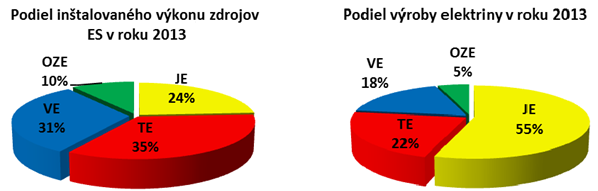 Podiel inštalovaného výkonu zdrojov
ES v roku 2013
OZE
10%
JE
24%
VE
31%
TE
35%
Podiel výroby elektriny v roku 2013
VE
18%
OZE
5%
JE
55%
TE
22%